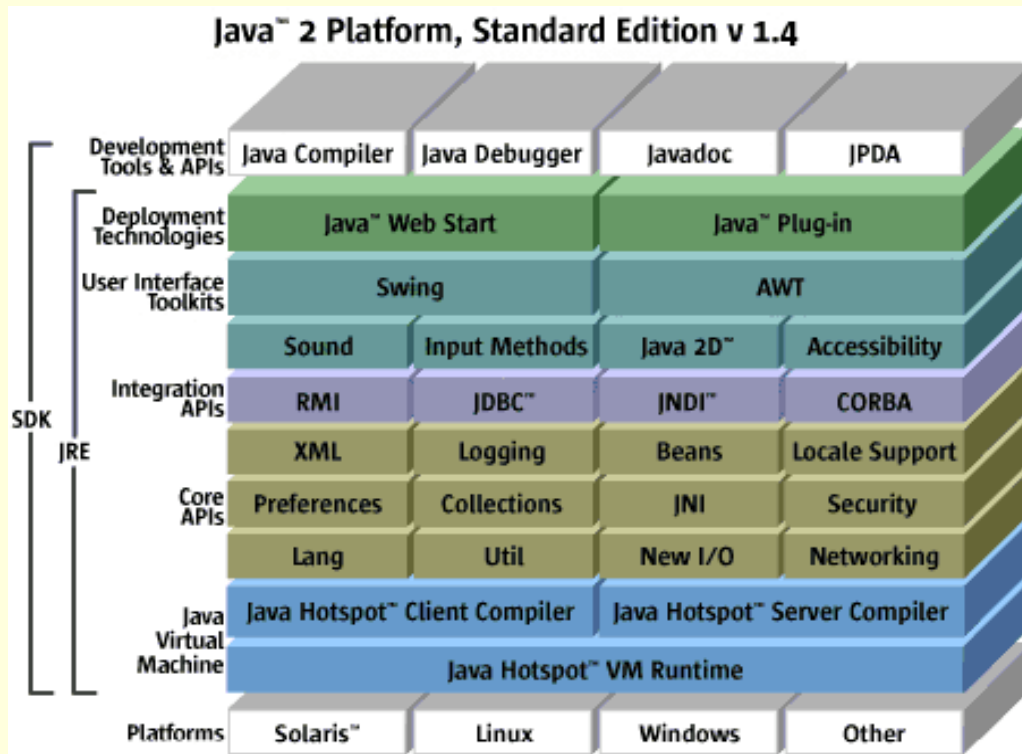 Java™ 2 Platform, Standard Edition v 1.4
Development
Tools & APIs
Java Compiler
Java Debugger
Javadoc
JPDA
Deployment
Technologies
Java™ Web Start
Java™ Plug-in
User Interface
Toolkits
Swing
AWT
Sound
Input Methods
Java 2D™
Accessibility
Integration
APIs
RMI
JDBC™
JNDI™
CORBA
SDK
JRE
XML
Logging
Beans
Locale Support
Core
APIs
Preferences
Collections
JNI
Security
Lang
Util
New I/O
Networking
Java
Virtual
Machine
Java Hotspot™ Client Compiler
Java Hotspot™ Server Compiler
Java Hotspot™ VM Runtime
Platforms
Solaris™
Linux
Windows
Other